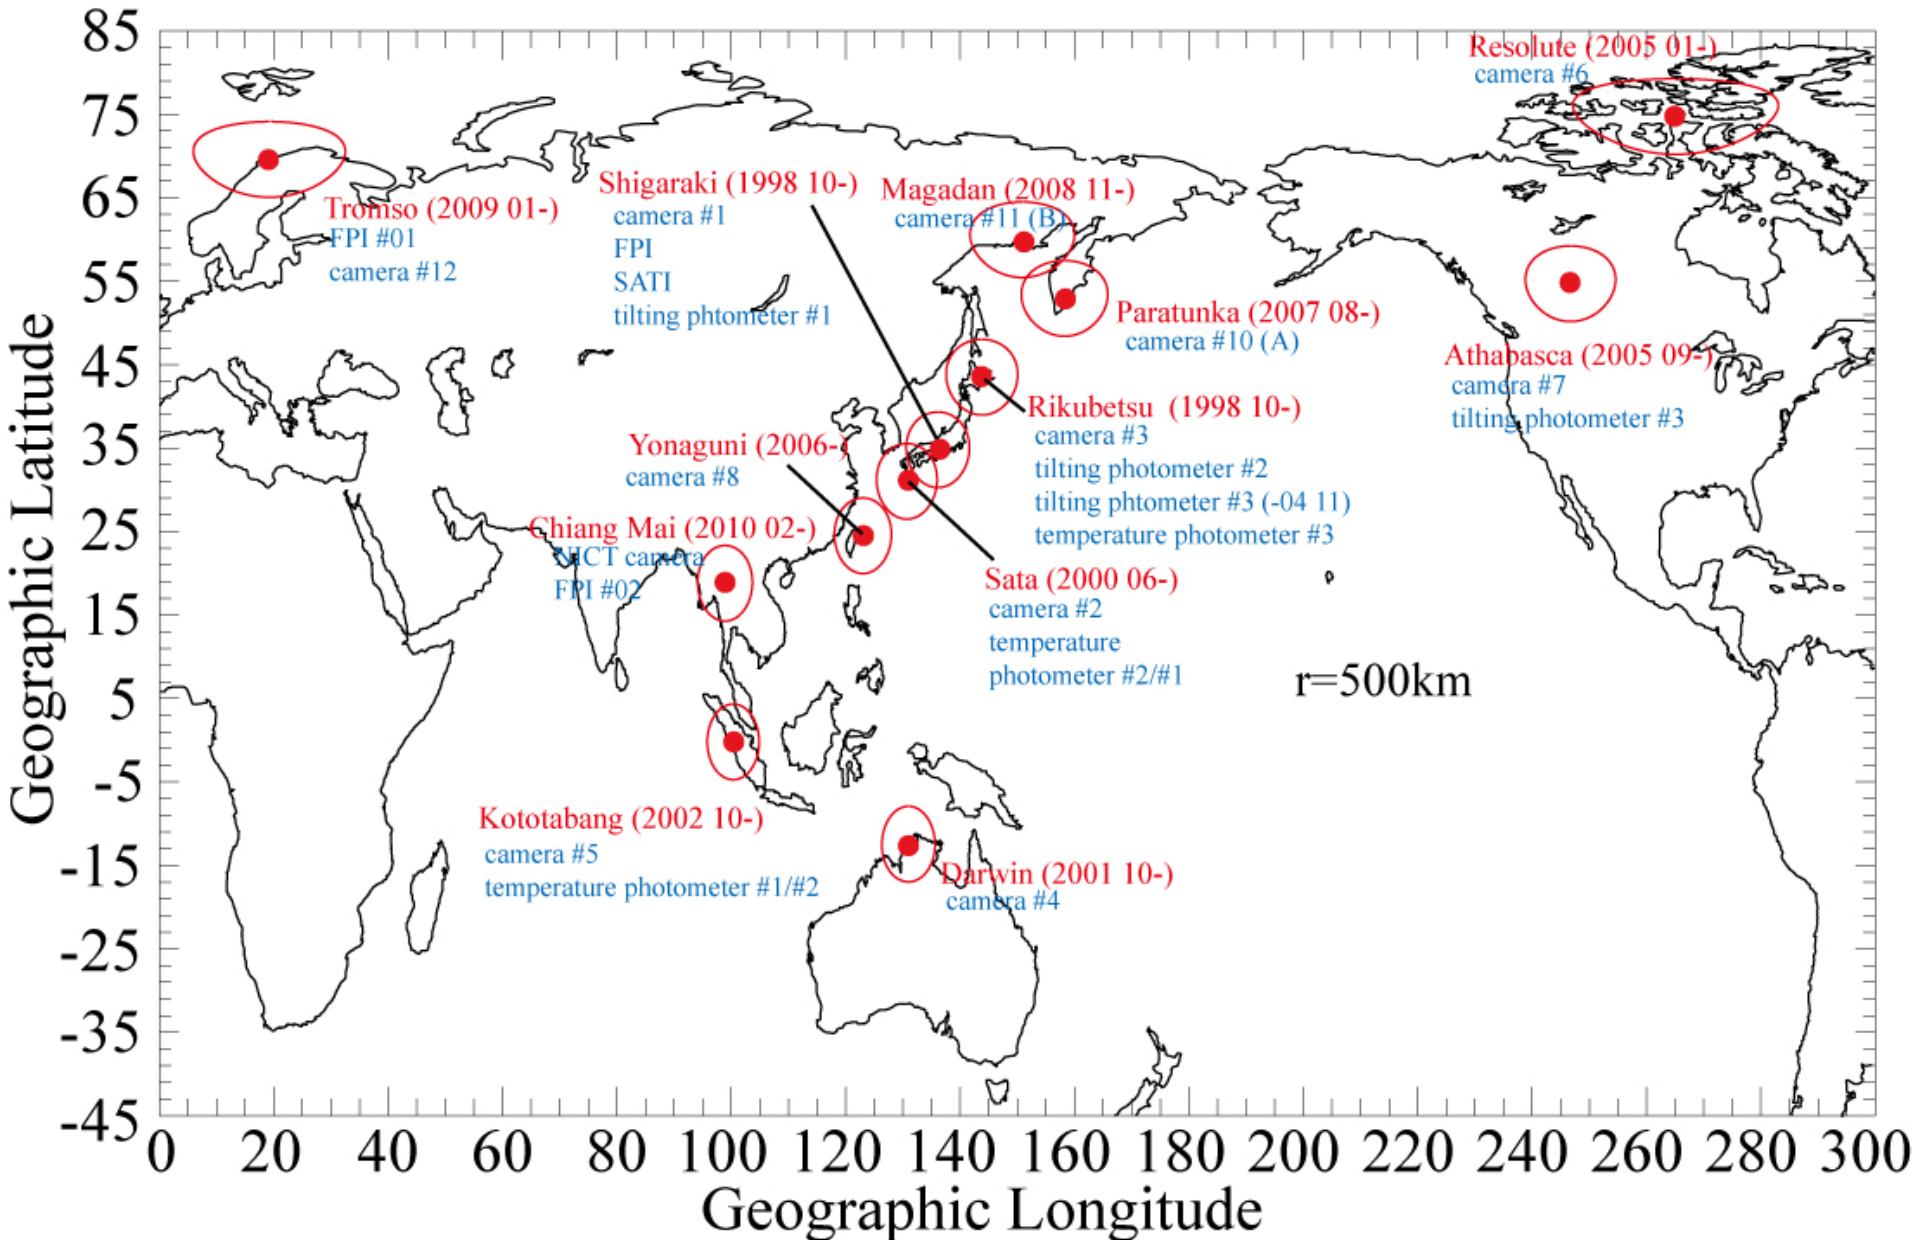 85
75
65
55
45
35
25
15
5
-5
-15
-25
-35
-45
Geographic Latitude
Resolute (2005 01-)
camera #6
Tromso (2009 01-)
FPI #01
camera #12
Shigaraki (1998 10-)
camera #1
FPI
SATI
tilting phtometer #1
Magadan (2008 11-)
camera #11 (B)
Paratunka (2007 08-)
camera #10 (A)
Athabasca (2005 09-)
camera #7
tilting photometer #3
Rikubetsu (1998 10-)
camera #3
tilting photometer #2
tilting phtometer #3 (-04 11)
temperature photometer #3
Yonaguni (2006-)
camera #8
Chiang Mai (2010 02-)
NICT camera
FPI #02
Sata (2000 06-)
camera #2
temperature
photometer #2/#1
r=500km
Kototabang (2002 10-)
camera #5
temperature photometer #1/#2
Darwin (2001 10-)
camera #4
0 20 40 60 80 100 120 140 160 180 200 220 240 260 280 300
Geographic Longitude